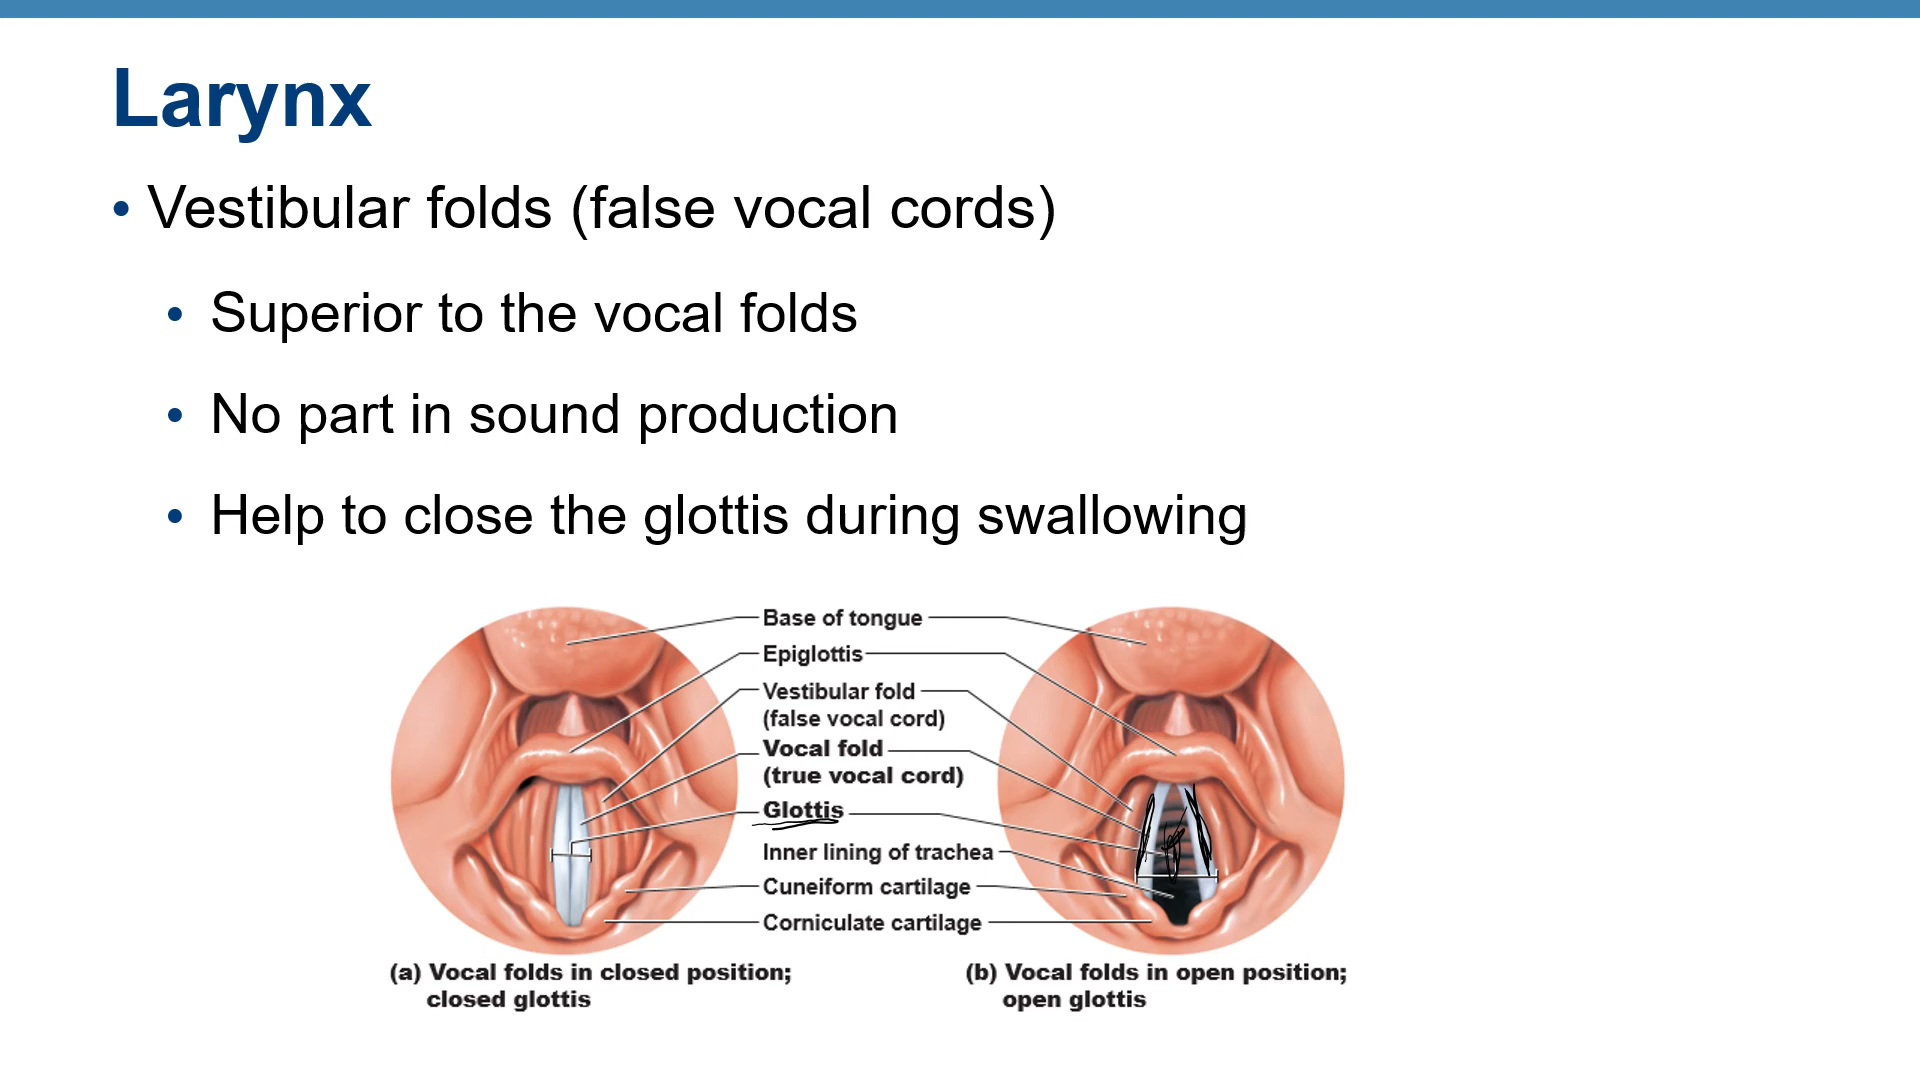 Larynx
• Vestibular folds (false vocal cords)
• Superior to the vocal folds
• No part in sound production
• Help to close the glottis during swallowing
Base of tongue
Epiglottis
Vestibular fold
(false vocal cord)
Vocal fold
(true vocal cord)
Glottis
Inner lining of trachea
Cuneiform cartilage
Corniculate cartilage
(a) Vocal folds in closed position;
closed glottis
(b) Vocal folds in open position;
open glottis